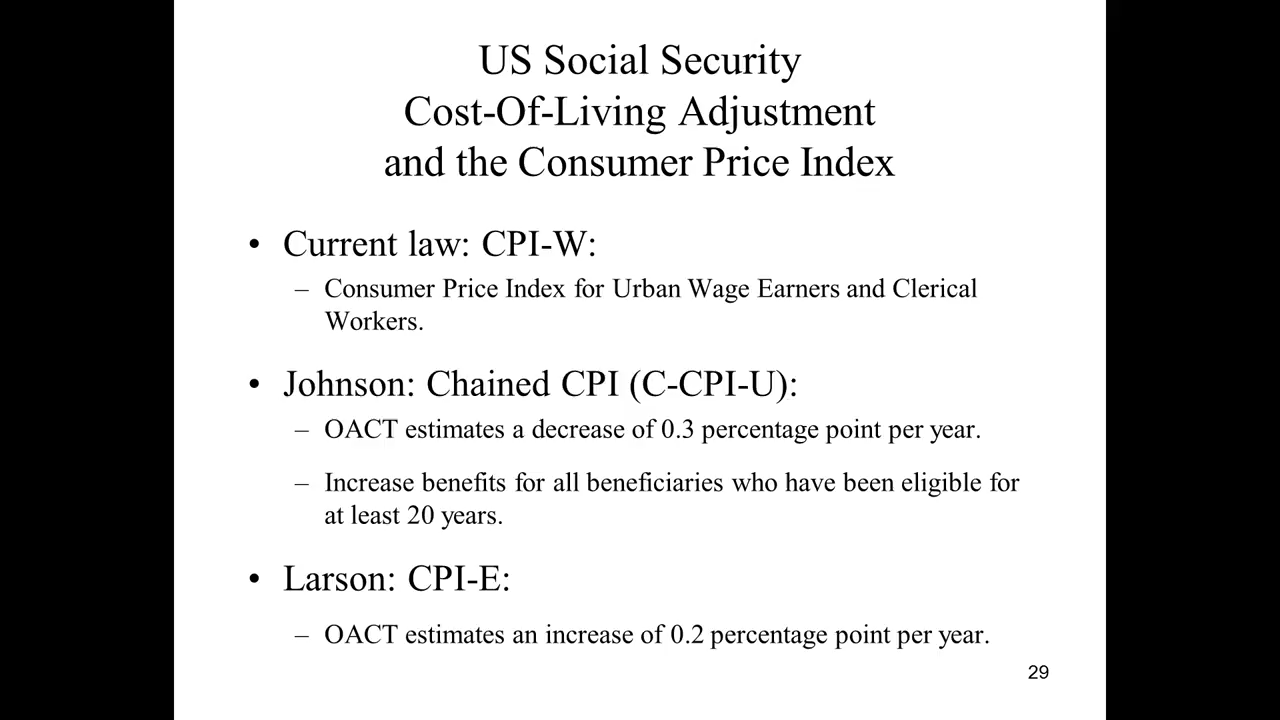 US Social Security
Cost-Of-Living Adjustment
and the Consumer Price Index
• Current law: CPI-W:
– Consumer Price Index for Urban Wage Earners and Clerical
Workers.
• Johnson: Chained CPI (C-CPI-U):
– OACT estimates a decrease of 0.3 percentage point per year.
– Increase benefits for all beneficiaries who have been eligible for
at least 20 years.
• Larson: CPI-E:
– OACT estimates an increase of 0.2 percentage point per year.
29